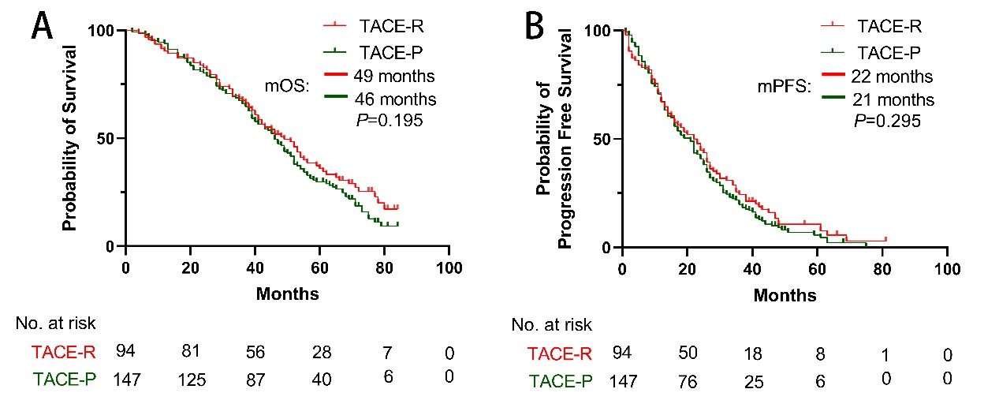 A
TACE-R
TACE-P
mOS:
49 months
46 months
P=0.195
Probability of Survival
100
50
0
0 20 40 60 80 100
Months
No. at risk
TACE-R 94 81 56 28 7 0
TACE-P 147 125 87 40 6 0
B
TACE-R
TACE-P
mPFS:
22 months
21 months
P=0.295
Probability of
Progression Free Survival
100
50
0
0 20 40 60 80 100
Months
No. at risk
TACE-R 94 50 18 8 1 0
TACE-P 147 76 25 6 0 0